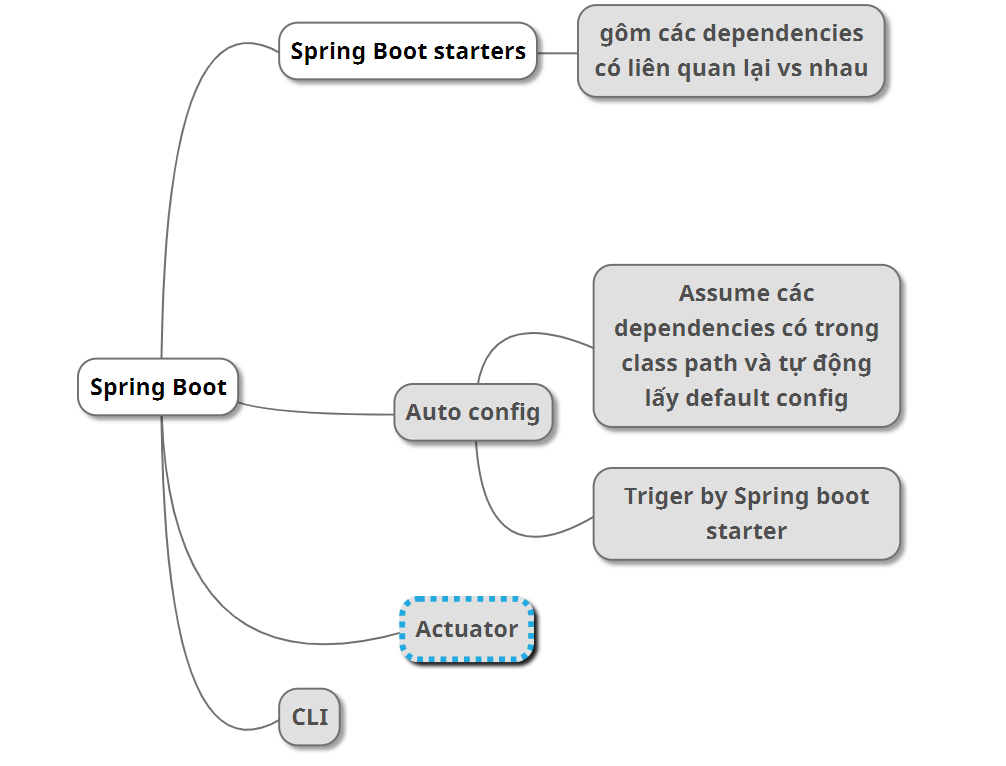 Spring Boot starters
gôm các dependencies
có liên quan lại vs nhau
Assume các
dependencies có trong
class path và tự động
lấy default config
Spring Boot
Auto config
Triger by Spring boot
starter
Actuator
CLI